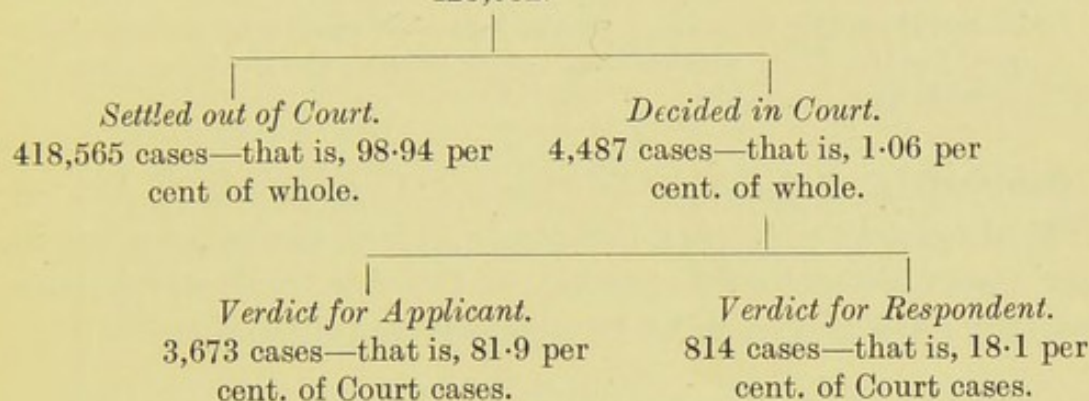 Settled out of Court.
Decided in Court.
418,565 cases—that is, 98·94 per
4,487 cases—that is, 1·06 per
cent of whole.
cent. of whole.
Verdict for Applicant.
Verdict for Respondent.
3,673 cases—that is, 81·9 per
814 cases—that is, 18·1 per
cent. of Court cases.
cent. of Court cases.